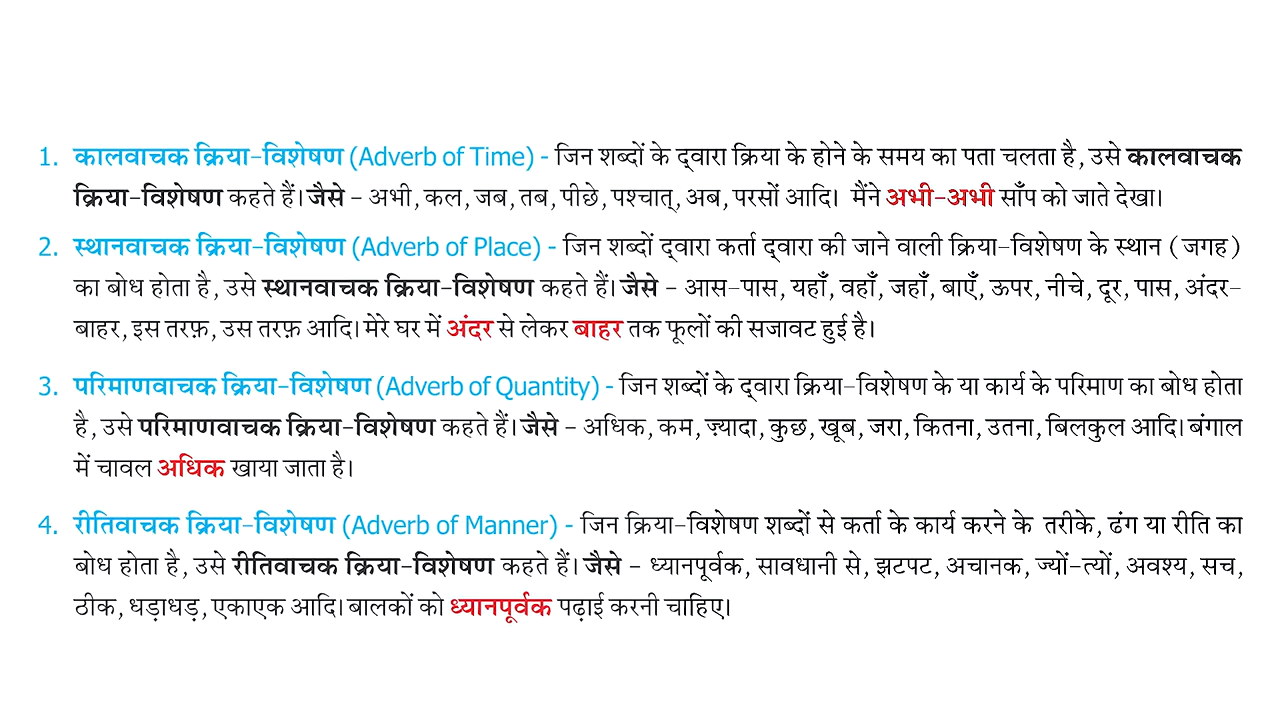 1. कालवाचक क्रिया-विशेषण (Adverb of Time) - जिन शब्दों के द्‌वारा क्रिया के होने के समय का पता चलता है, उसे कालवाचक
क्रिया-विशेषण कहते हैं। जैसे - अभी, कल, जब, तब, पीछे, पश्चात्, अब, परसों आदि। मैंने अभी-अभी साँप को जाते देखा।
2. स्थानवाचक क्रिया-विशेषण (Adverb of Place) - जिन शब्दों द्‌वारा कर्ता द्‌वारा की जाने वाली क्रिया-विशेषण के स्थान (जगह)
का बोध होता है, उसे स्थानवाचक क्रिया-विशेषण कहते हैं। जैसे - आस-पास, यहाँ, वहाँ, जहाँ, बाएँ, ऊपर, नीचे, दूर, पास, अंदर-
बाहर, इस तरफ़, उस तरफ़ आदि। मेरे घर में अंदर से लेकर बाहर तक फूलों की सजावट हुई है।
3. परिमाणवाचक क्रिया-विशेषण (Adverb of Quantity) - जिन शब्दों के द्‌वारा क्रिया-विशेषण के या कार्य के परिमाण का बोध होता
है, उसे परिमाणवाचक क्रिया-विशेषण कहते हैं। जैसे - अधिक, कम, ज़्यादा, कुछ, खूब, जरा, कितना, उतना, बिलकुल आदि। बंगाल
में चावल अधिक खाया जाता है।
4. रीतिवाचक क्रिया-विशेषण (Adverb of Manner) - जिन क्रिया-विशेषण शब्दों से कर्ता के कार्य करने के तरीके, ढंग या रीति का
बोध होता है, उसे रीतिवाचक क्रिया-विशेषण कहते हैं। जैसे - ध्यानपूर्वक, सावधानी से, झटपट, अचानक, ज्यों-त्यों, अवश्य, सच,
ठीक, धड़ाधड़, एकाएक आदि। बालकों को ध्यानपूर्वक पढ़ाई करनी चाहिए।